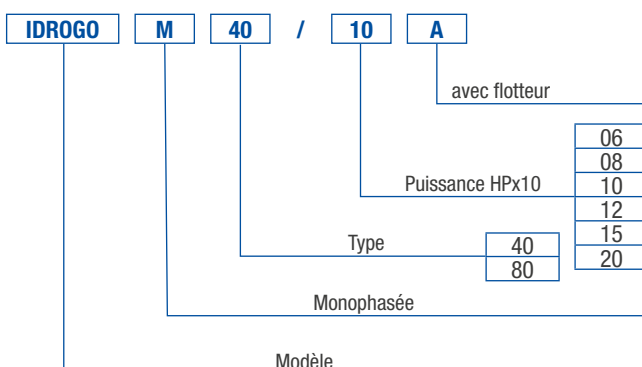 IDROGO M 40 / 10 A
avec flotteur
06
08
Puissance HPx10 10
12
15
20
Type 40
80
Monophasée
Modèle